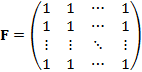 F = ( 1 1 ⋯ 1
1 1 ⋯ 1
⋮ ⋮ ⋱ ⋮
1 1 ⋯ 1 )